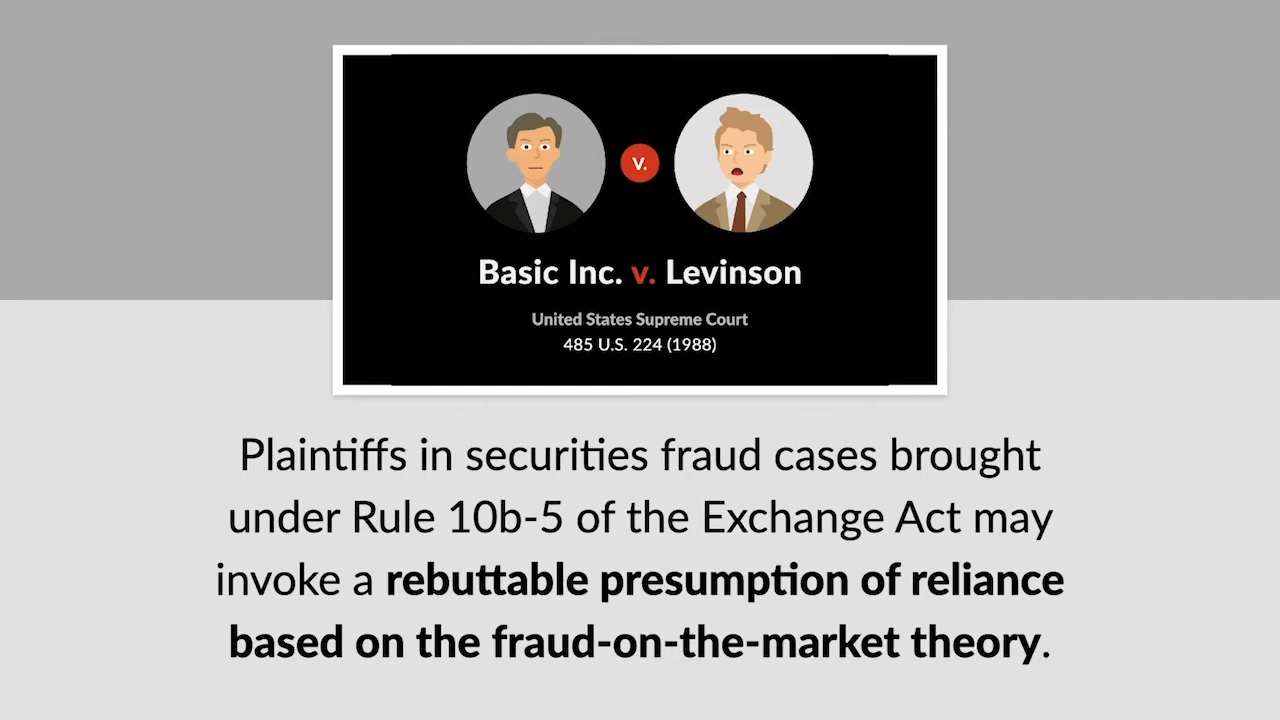 V.
Basic Inc. v. Levinson
United States Supreme Court
485 U.S. 224 (1988)
Plaintiffs in securities fraud cases brought
under Rule 10b-5 of the Exchange Act may
invoke a rebuttable presumption of reliance
based on the fraud-on-the-market theory.